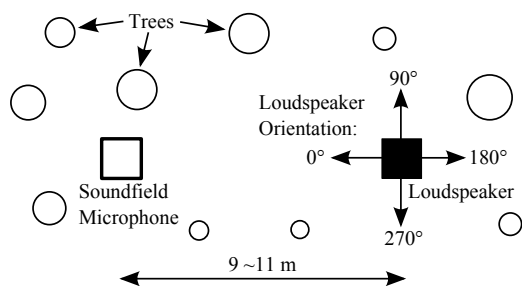 Trees
90°
Loudspeaker
Orientation:
0°
180°
Soundfield
Microphone
Loudspeaker
270°
9 ~11 m